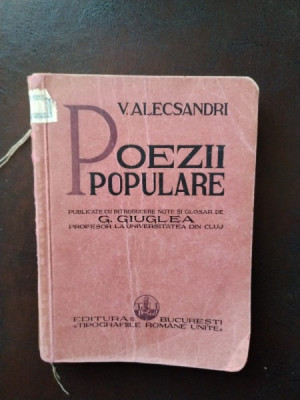 V. ALECSANDRI
POEZII
POPULARE
PUBLICATE CU INTRODUCERE NOTE ȘI GLOSAR DE
G. GIUGLEA
PROFESOR LA UNIVERSITATEA DIN CLUJ
EDITURA BUCUREȘTI
«TIPOGRAFIILE ROMÂNE UNITE»